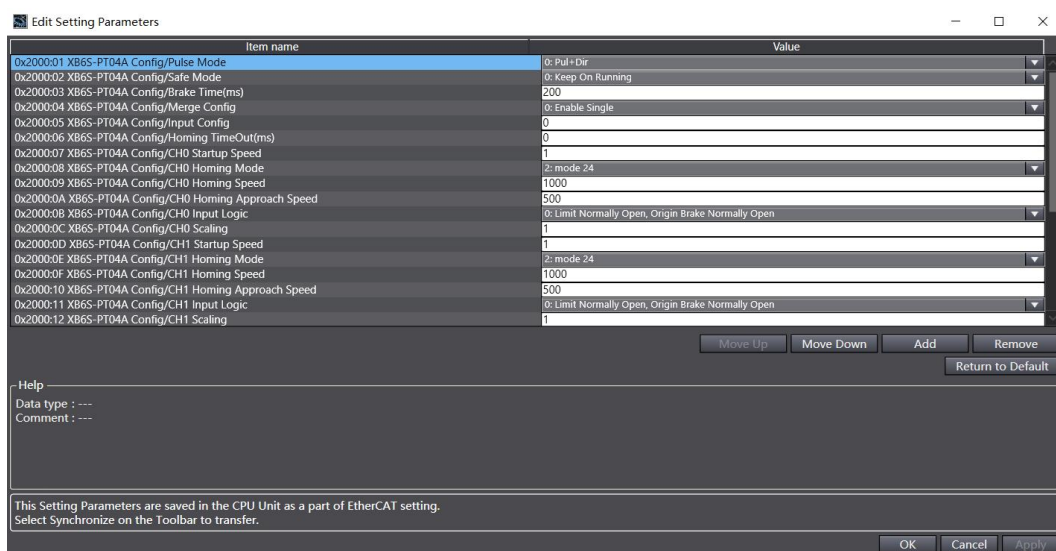 Edit Setting Parameters
Item name Value
0x2000:01 XB6S-PT04A Config/Pulse Mode 0: Pul+Dir
0x2000:02 XB6S-PT04A Config/Safe Mode 0: Keep On Running
0x2000:03 XB6S-PT04A Config/Brake Time(ms) 200
0x2000:04 XB6S-PT04A Config/Merge Config 0: Enable Single
0x2000:05 XB6S-PT04A Config/Input Config 0
0x2000:06 XB6S-PT04A Config/Homing TimeOut(ms) 0
0x2000:07 XB6S-PT04A Config/CH0 Startup Speed 1
0x2000:08 XB6S-PT04A Config/CH0 Homing Mode 2: mode 24
0x2000:09 XB6S-PT04A Config/CH0 Homing Speed 1000
0x2000:0A XB6S-PT04A Config/CH0 Homing Approach Speed 500
0x2000:0B XB6S-PT04A Config/CH0 Input Logic 0: Limit Normally Open, Origin Brake Normally Open
0x2000:0C XB6S-PT04A Config/CH0 Scaling 1
0x2000:0D XB6S-PT04A Config/CH1 Startup Speed 1
0x2000:0E XB6S-PT04A Config/CH1 Homing Mode 2: mode 24
0x2000:0F XB6S-PT04A Config/CH1 Homing Speed 1000
0x2000:10 XB6S-PT04A Config/CH1 Homing Approach Speed 500
0x2000:11 XB6S-PT04A Config/CH1 Input Logic 0: Limit Normally Open, Origin Brake Normally Open
0x2000:12 XB6S-PT04A Config/CH1 Scaling 1
Move Up Move Down Add Remove
Return to Default
Help
Data type : ---
Comment : ---
This Setting Parameters are saved in the CPU Unit as a part of EtherCAT setting.
Select Synchronize on the Toolbar to transfer.
OK Cancel Apply